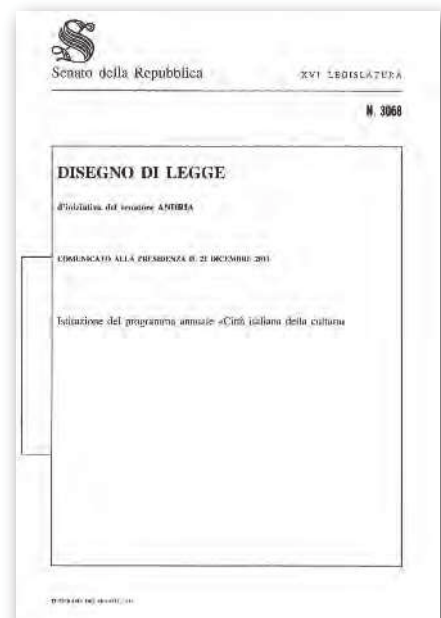 Senato della Repubblica
XVI LEGISLATURA
N. 3068
DISEGNO DI LEGGE
d'iniziativa del senatore ANDRIA
COMUNICATO ALLA PRESIDENZA IL 21 DICEMBRE 2011
Istituzione del programma annuale «Città italiana della cultura»